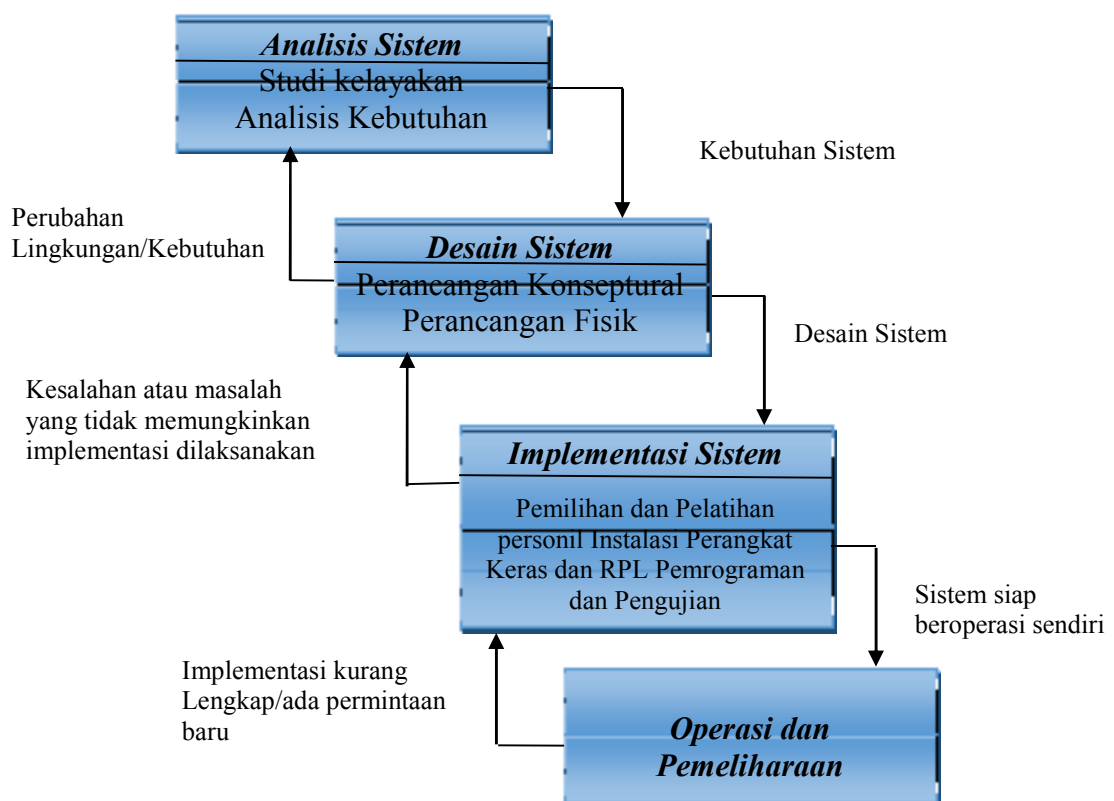 Analisis Sistem
Studi kelayakan
Analisis Kebutuhan
Kebutuhan Sistem
Perubahan
Lingkungan/Kebutuhan
Desain Sistem
Perancangan Konseptural
Perancangan Fisik
Desain Sistem
Kesalahan atau masalah
yang tidak memungkinkan
implementasi dilaksanakan
Implementasi Sistem
Pemilihan dan Pelatihan
personil Instalasi Perangkat
Keras dan RPL Pemrograman
dan Pengujian
Sistem siap
beroperasi sendiri
Implementasi kurang
Lengkap/ada permintaan
baru
Operasi dan
Pemeliharaan